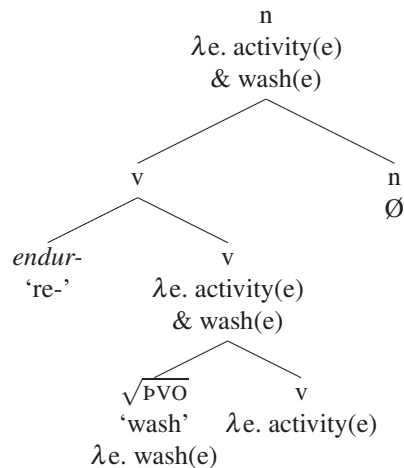 n
λe. activity(e)
& wash(e)
v n
Ø
endur- v
‘re-’ λe. activity(e)
& wash(e)
√ÞVO v
‘wash’ λe. activity(e)
λe. wash(e)